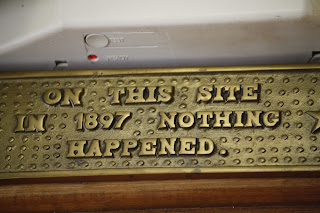 ON THIS SITE
IN 1897 NOTHING
HAPPENED.